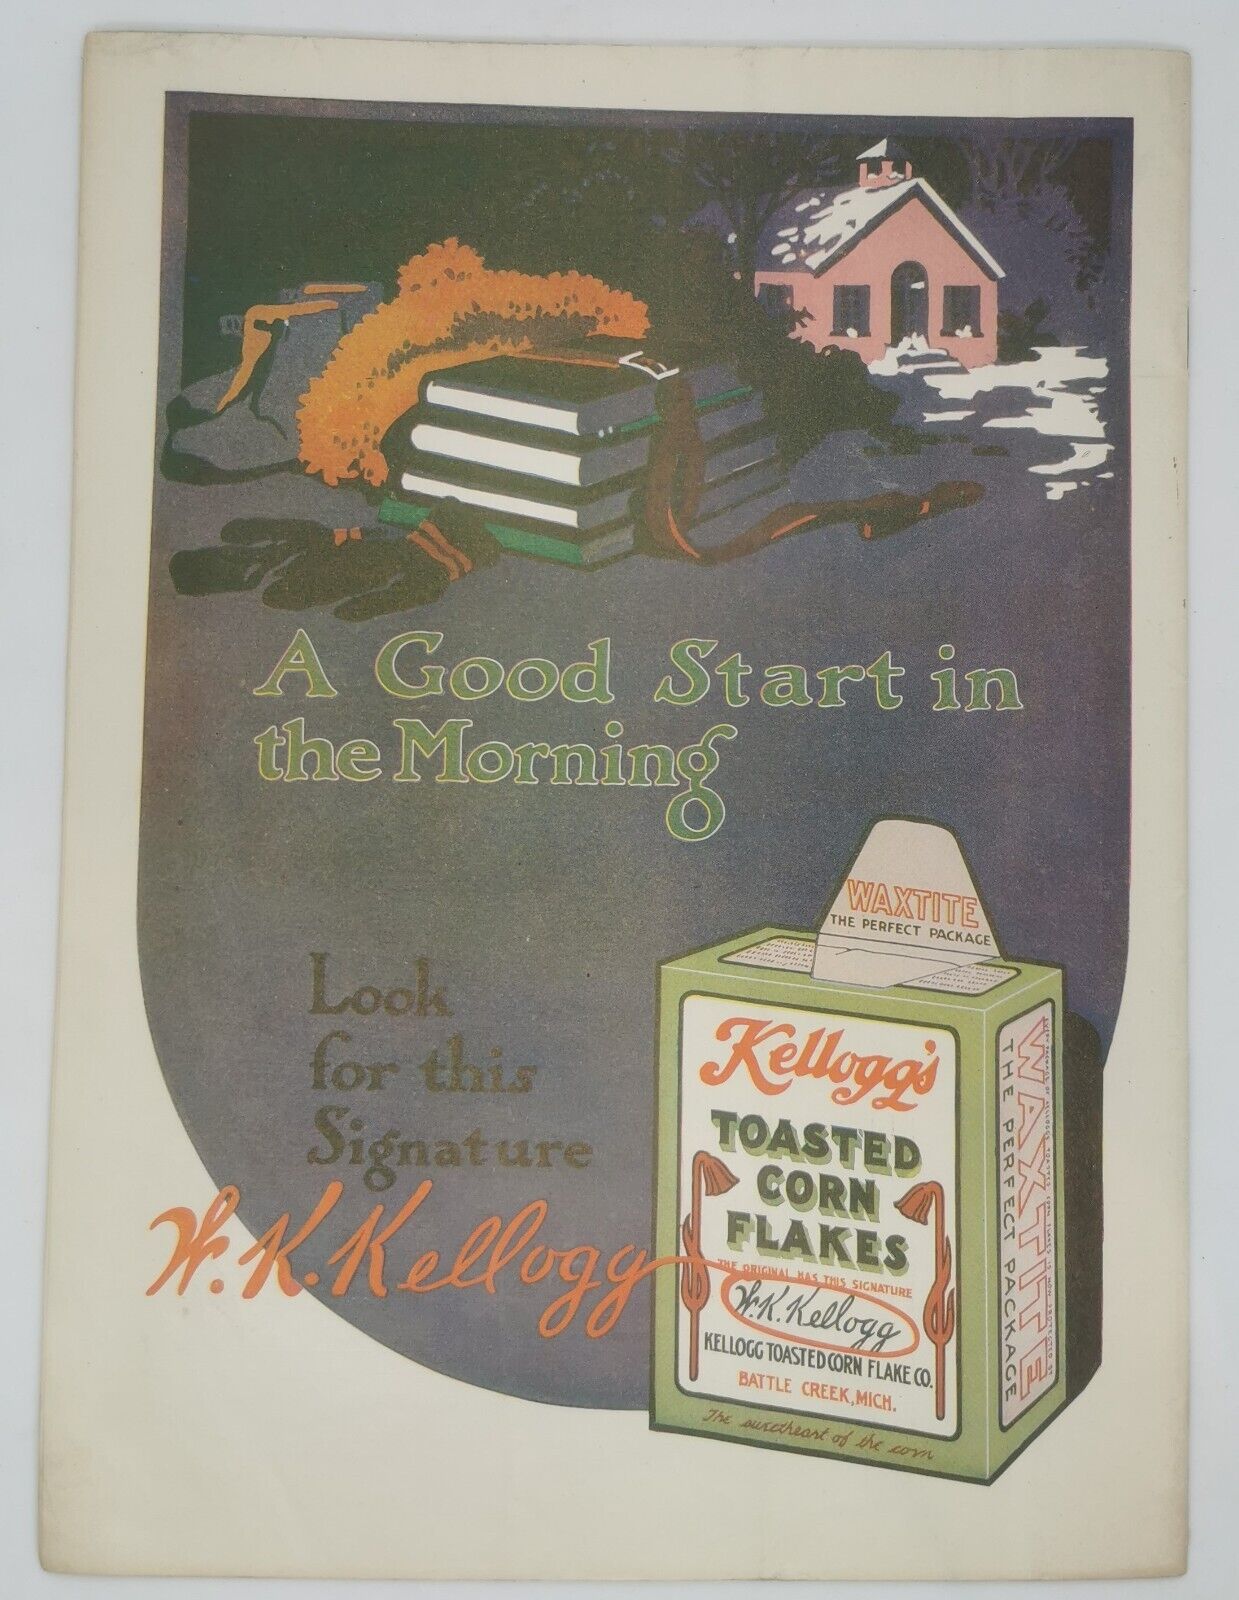 A Good Start in
the Morning
Look
for this
Signature
W. K. Kellogg
WAXTITE
THE PERFECT PACKAGE
Kellogg's
TOASTED
CORN
FLAKES
THE ORIGINAL HAS THIS SIGNATURE
W. K. Kellogg
KELLOGG TOASTED CORN FLAKE CO.
BATTLE CREEK, MICH.
The sweetheart of the corn
WAXTITE
THE PERFECT PACKAGE